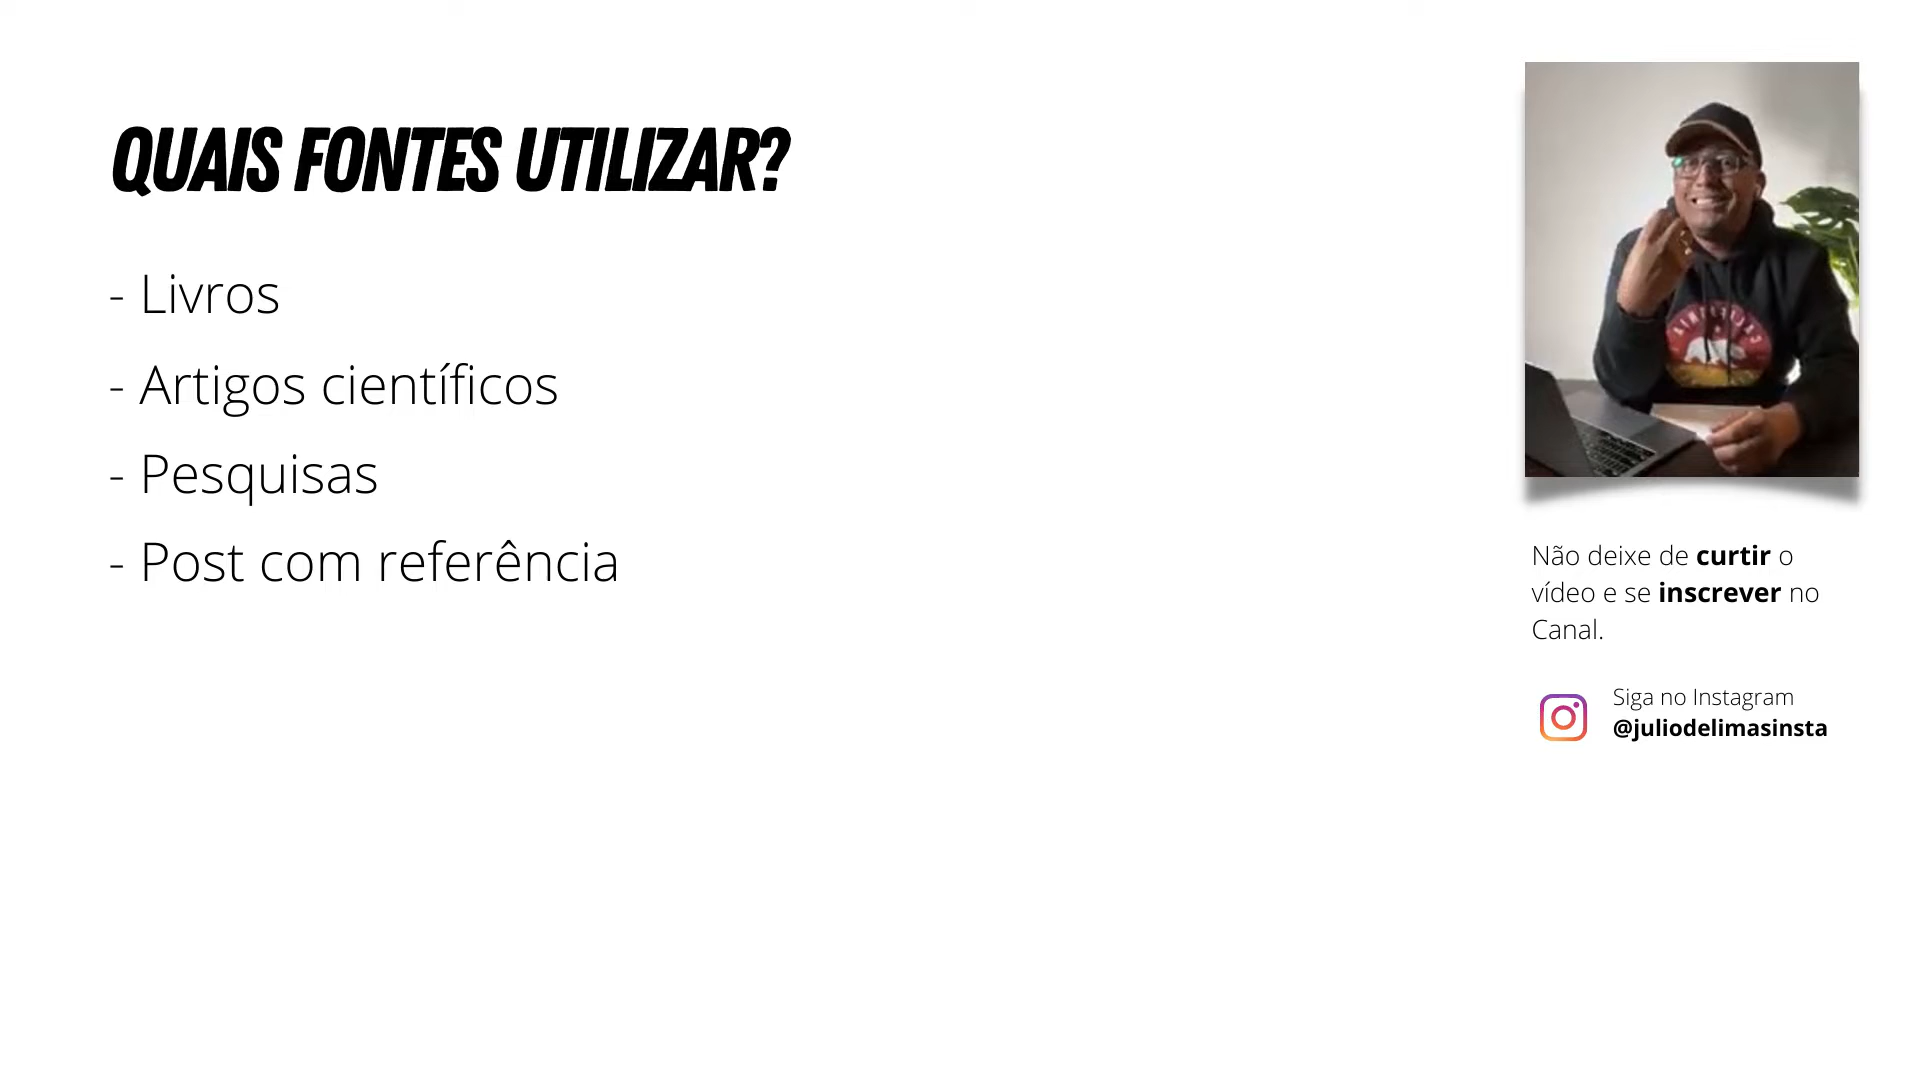 QUAIS FONTES UTILIZAR?
- Livros
- Artigos científicos
- Pesquisas
- Post com referência
Não deixe de curtir o
vídeo e se inscrever no
Canal.
Siga no Instagram
@juliodelimasinsta